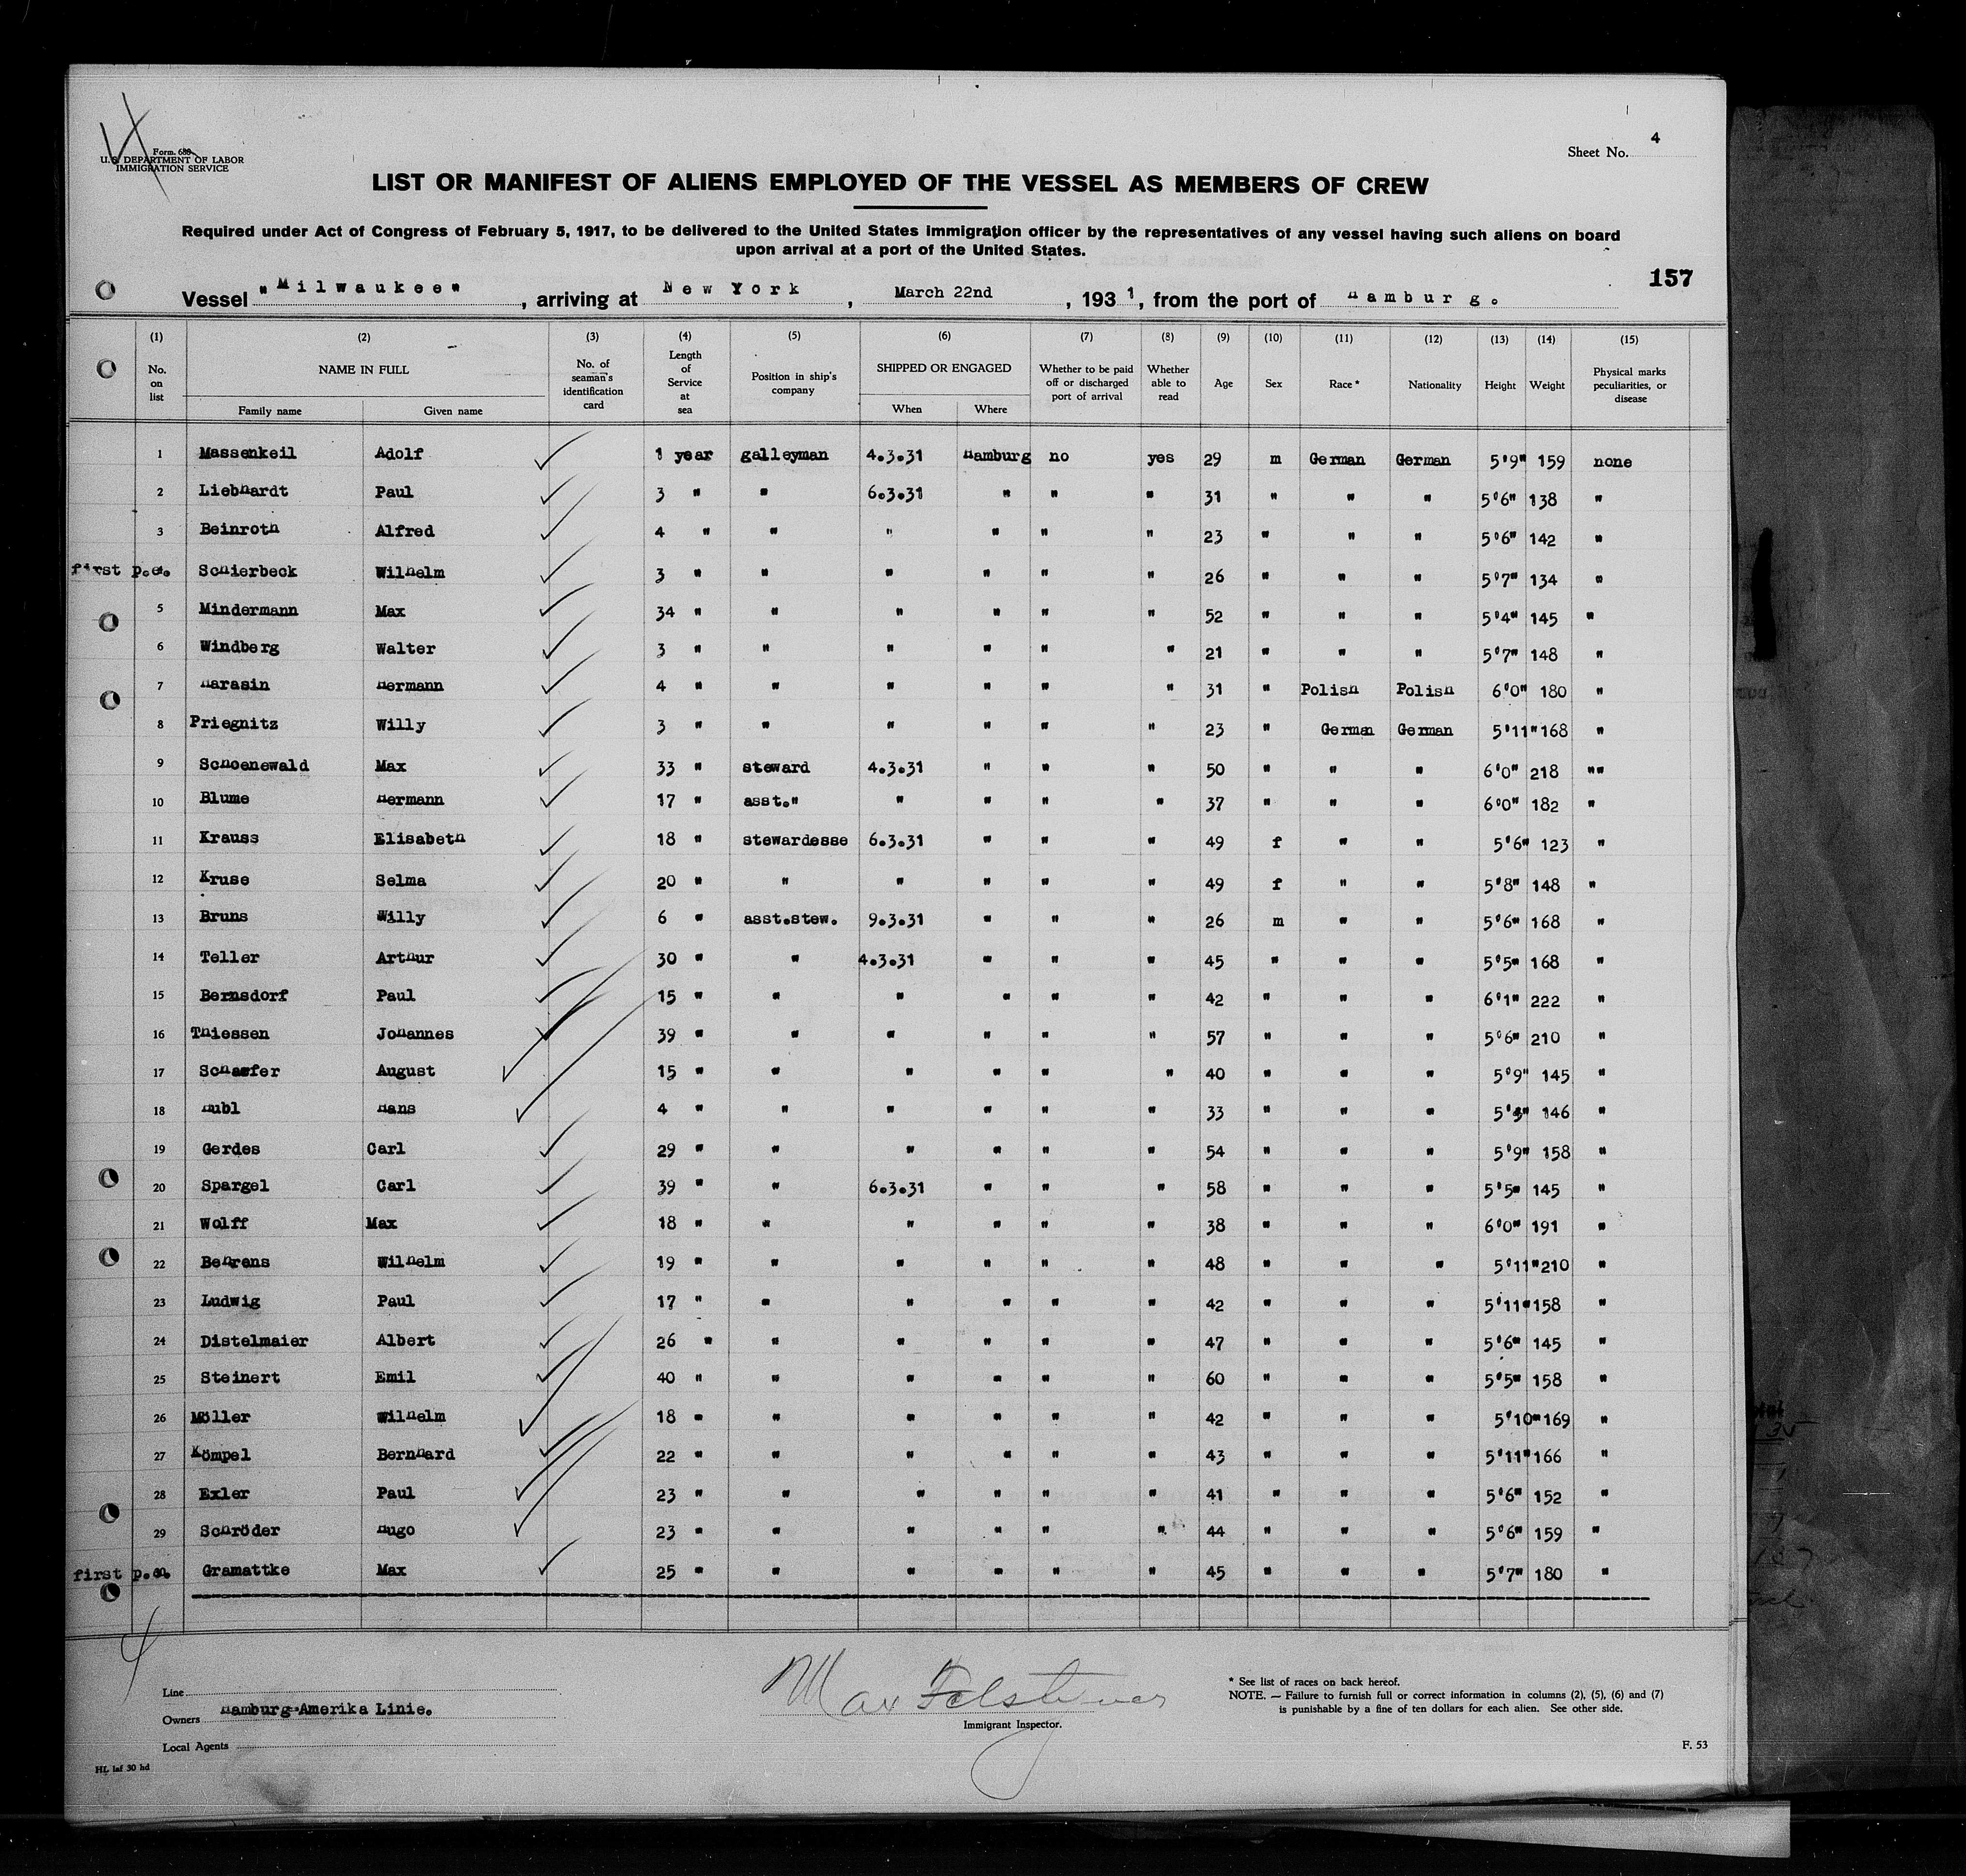 Form. 689
U.S. DEPARTMENT OF LABOR
IMMIGRATION SERVICE
Sheet No. 4
LIST OR MANIFEST OF ALIENS EMPLOYED OF THE VESSEL AS MEMBERS OF CREW
Required under Act of Congress of February 5, 1917, to be delivered to the United States Immigration officer by the representatives of any vessel having such aliens on board
upon arrival at a port of the United States.
157
Vessel "Milwaukee", arriving at New York, March 22nd, 1931, from the port of Hamburg.
(1) (2) (3) (4) (5) (6) (7) (8) (9) (10) (11) (12) (13) (14) (15)
No. on list NAME IN FULL Family name Given name No. of seaman's identification card Length of Service at sea Position in ship's company SHIPPED OR ENGAGED When Where Whether to be paid off or discharged port of arrival Whether able to read Age Sex Race* Nationality Height Weight Physical marks peculiarities, or disease
1 Massenkeil Adolf 1 year galleyman 4.3.31 Hamburg no yes 29 m German German 5'9" 159 none
2 Liebhardt Paul 3 " " 6.3.31 " " " 31 " " " 5'6" 138 "
3 Beinroth Alfred 4 " " " " " " 23 " " " 5'6" 142 "
first p.e. Schierbeck Wilhelm 3 " " " " " " 26 " " " 5'7" 134 "
5 Mindermann Max 34 " " " " " " 52 " " " 5'4" 145 "
6 Windberg Walter 3 " " " " " " 21 " " " 5'7" 148 "
7 Harasin Hermann 4 " " " " " " 31 " Polish Polish 6'0" 180 "
8 Priegnitz Willy 3 " " " " " " 23 " German German 5'11" 168 "
9 Schoenewald Max 33 " steward 4.3.31 " " " 50 " " " 6'0" 218 ""
10 Blume Hermann 17 " asst." " " " " 37 " " " 6'0" 182 "
11 Krauss Elisabeth 18 " stewardesse 6.3.31 " " " 49 f " " 5'6" 123 "
12 Kruse Selma 20 " " " " " " 49 f " " 5'8" 148 "
13 Bruns Willy 6 " asst.stew. 9.3.31 " " " 26 m " " 5'6" 168 "
14 Teller Arthur 30 " " 4.3.31 " " " 45 " " " 5'5" 168 "
15 Bernsdorf Paul 15 " " " " " " 42 " " " 6'1" 222 "
16 Thiessen Johannes 39 " " " " " " 57 " " " 5'6" 210 "
17 Schaefer August 15 " " " " " " 40 " " " 5'9" 145 "
18 Hubl Hans 4 " " " " " " 33 " " " 146 "
19 Gerdes Carl 29 " " " " " " 54 " " " 5'9" 158 "
20 Spargel Carl 39 " " 6.3.31 " " " 58 " " " 5'5" 145 "
21 Wolff Max 18 " " " " " " 38 " " " 6'0" 191 "
22 Behrens Wilhelm 19 " " " " " " 48 " " " 5'11" 210 "
23 Ludwig Paul 17 " " " " " " 42 " " " 5'11" 158 "
24 Distelmaier Albert 26 " " " " " " 47 " " " 5'6" 145 "
25 Steinert Emil 40 " " " " " " 60 " " " 5'5" 158 "
26 Möller Wilhelm 18 " " " " " " 42 " " " 5'10" 169 "
27 Kömpel Bernhard 22 " " " " " " 43 " " " 5'11" 166 "
28 Exler Paul 23 " " " " " " 41 " " " 5'6" 152 "
29 Schröder Hugo 23 " " " " " " 44 " " " 5'6" 159 "
first p.e. Gramattke Max 25 " " " " " " 45 " " " 5'7" 180 "
4
Line
Owners Hamburg-Amerika Linie.
Local Agents
HL laf 30 hd
Max
Immigrant Inspector.
* See list of races on back hereof.
NOTE. — Failure to furnish full or correct information in columns (2), (5), (6) and (7)
is punishable by a fine of ten dollars for each alien. See other side.
F. 53